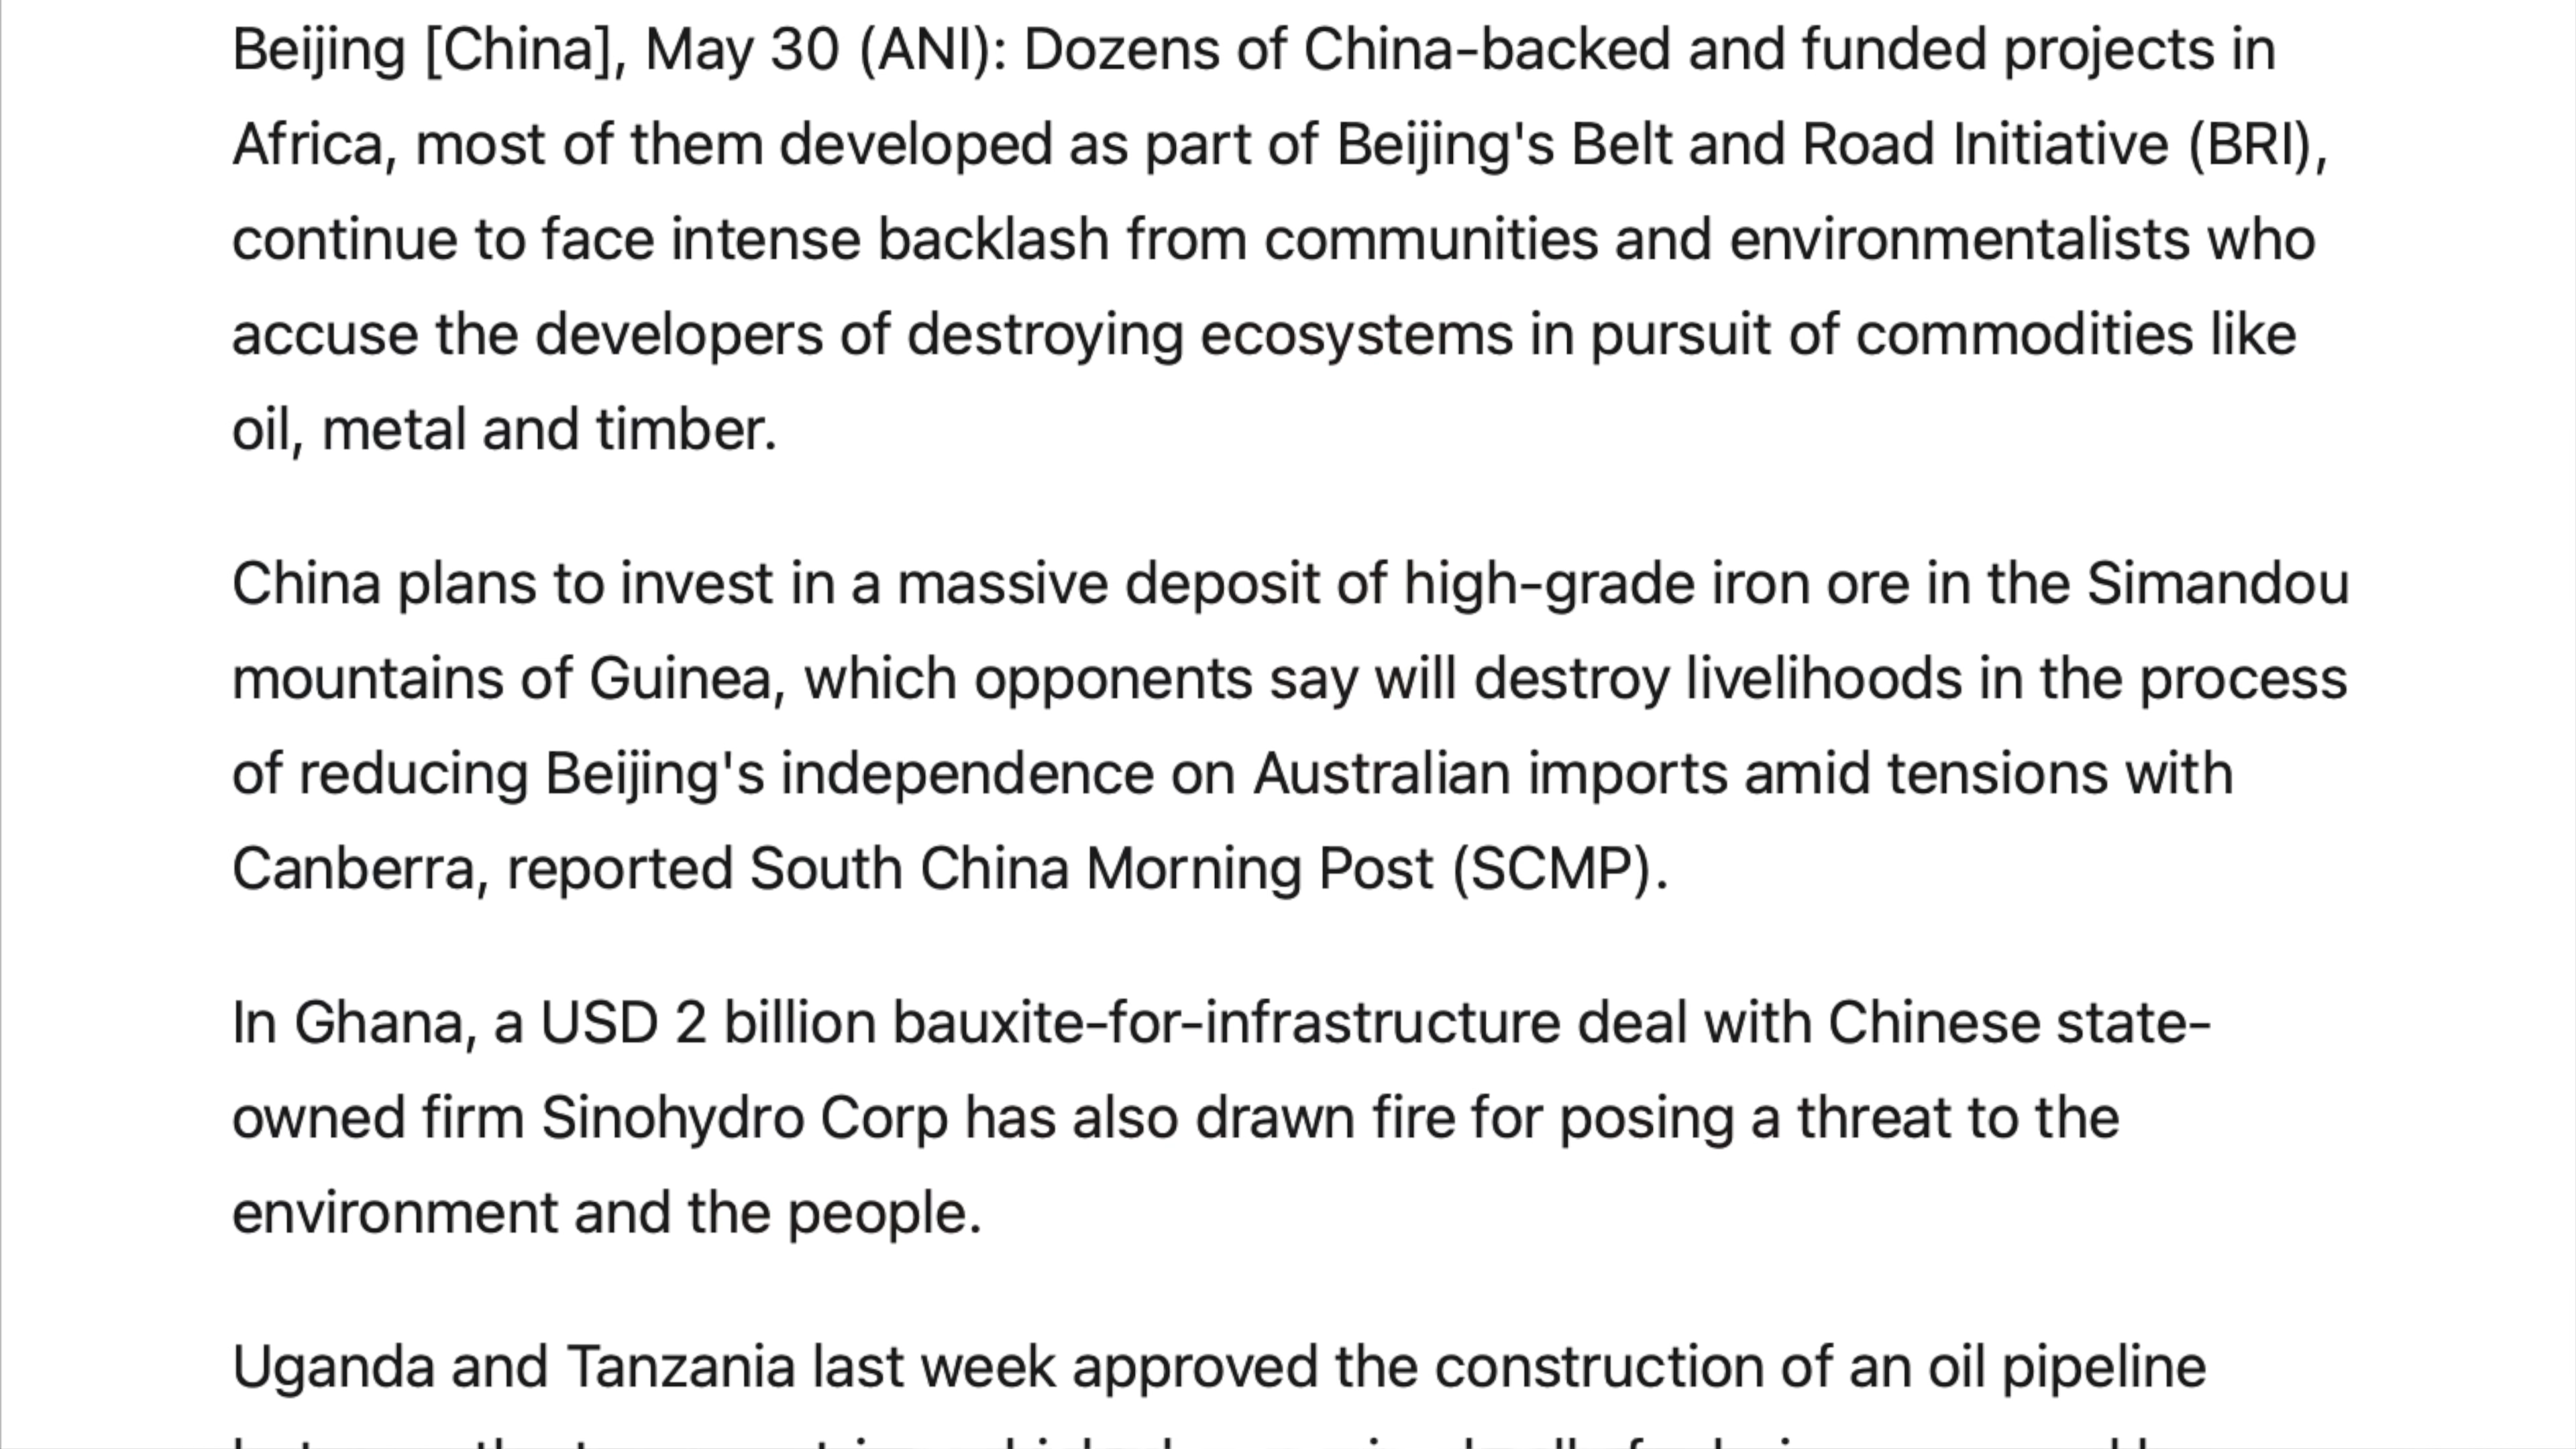 Beijing [China], May 30 (ANI): Dozens of China-backed and funded projects in
Africa, most of them developed as part of Beijing's Belt and Road Initiative (BRI),
continue to face intense backlash from communities and environmentalists who
accuse the developers of destroying ecosystems in pursuit of commodities like
oil, metal and timber.
China plans to invest in a massive deposit of high-grade iron ore in the Simandou
mountains of Guinea, which opponents say will destroy livelihoods in the process
of reducing Beijing's independence on Australian imports amid tensions with
Canberra, reported South China Morning Post (SCMP).
In Ghana, a USD 2 billion bauxite-for-infrastructure deal with Chinese state-
owned firm Sinohydro Corp has also drawn fire for posing a threat to the
environment and the people.
Uganda and Tanzania last week approved the construction of an oil pipeline